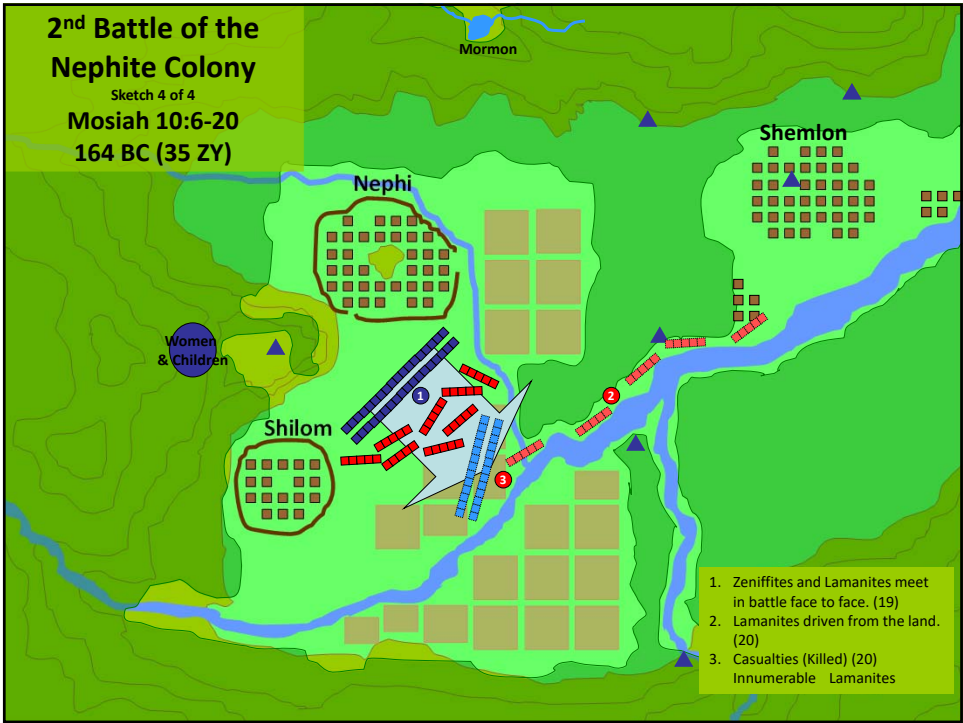 2nd Battle of the
Nephite Colony
Sketch 4 of 4
Mosiah 10:6-20
164 BC (35 ZY)
Mormon
Shemlon
Nephi
Women
& Children
1
2
Shilom
3
1. Zeniffites and Lamanites meet
in battle face to face. (19)
2. Lamanites driven from the land.
(20)
3. Casualties (Killed) (20)
Innumerable Lamanites